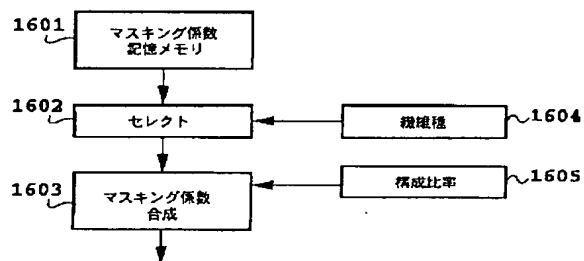 1601
マスキング係数
記憶メモリ
1602
セレクト
繊維種
1604
1603
マスキング係数
合成
構成比率
1605